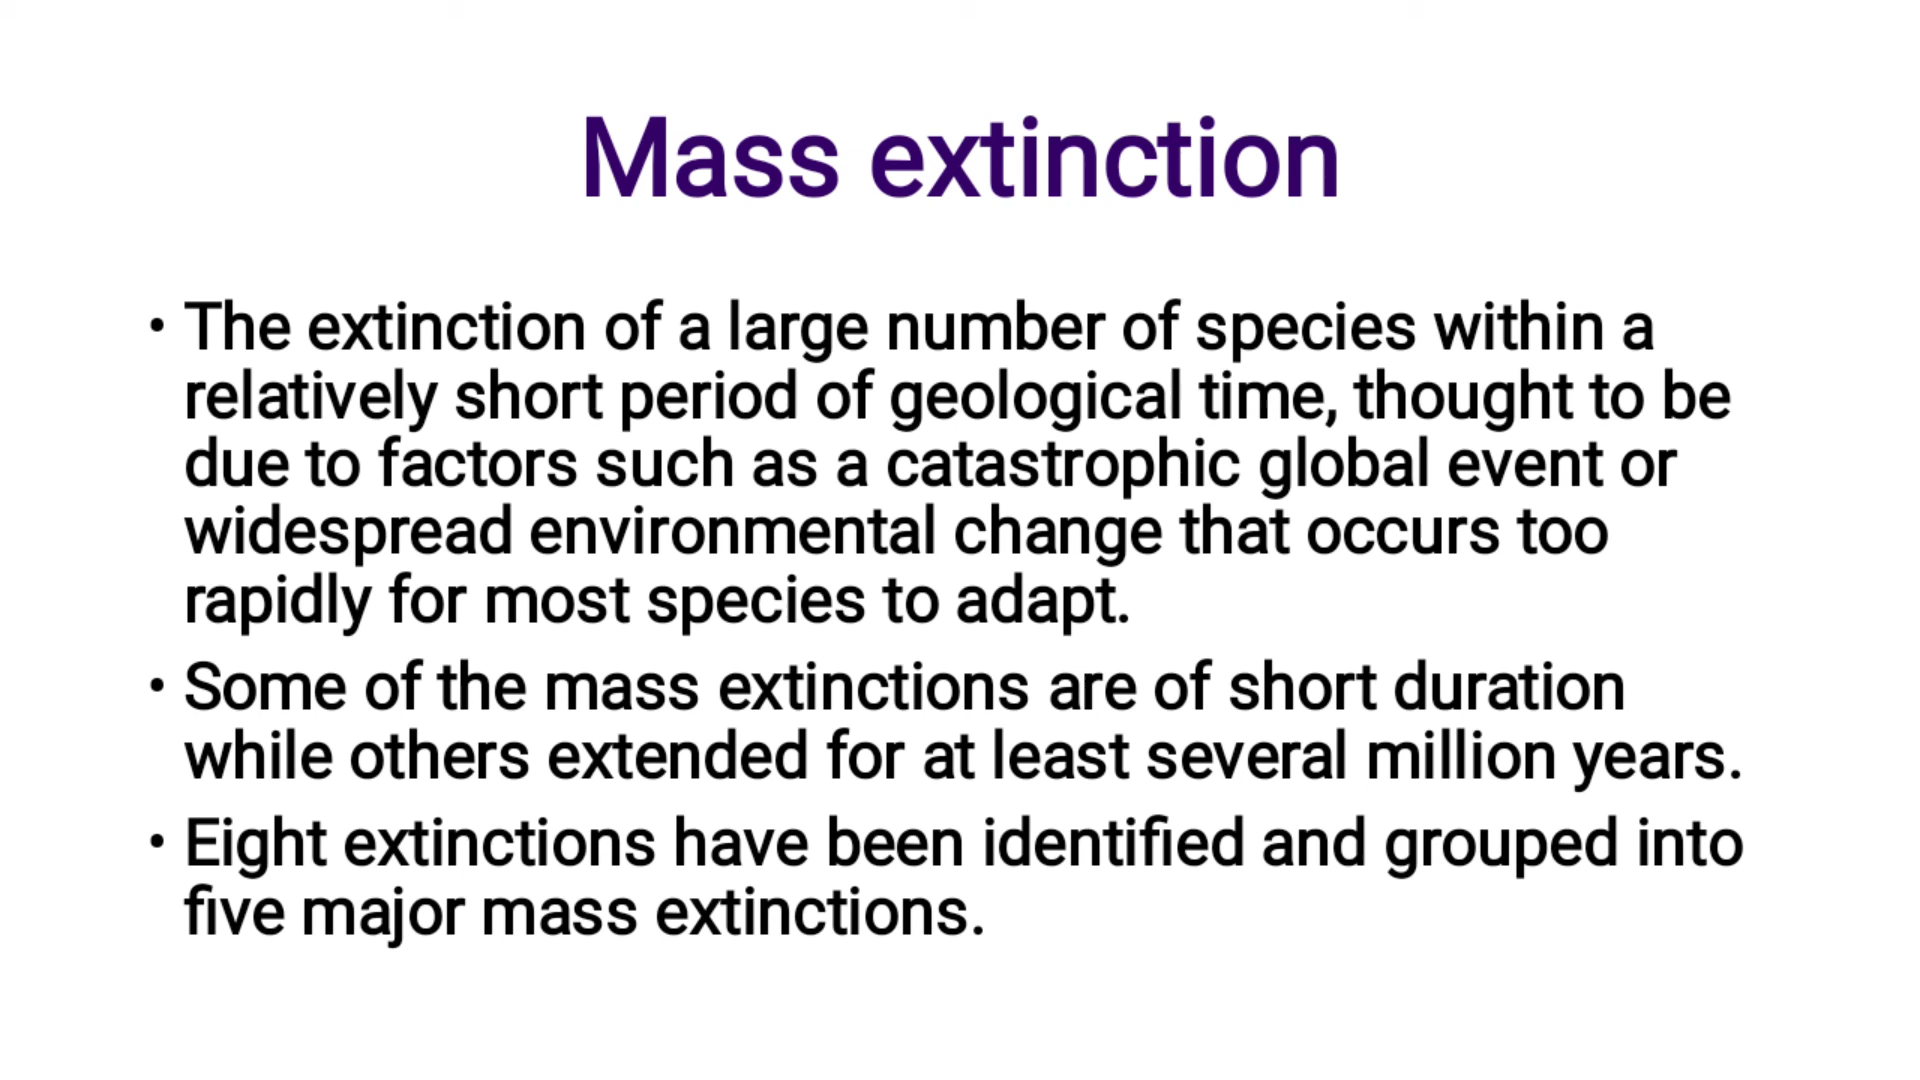 Mass extinction
• The extinction of a large number of species within a
relatively short period of geological time, thought to be
due to factors such as a catastrophic global event or
widespread environmental change that occurs too
rapidly for most species to adapt.
• Some of the mass extinctions are of short duration
while others extended for at least several million years.
• Eight extinctions have been identified and grouped into
five major mass extinctions.